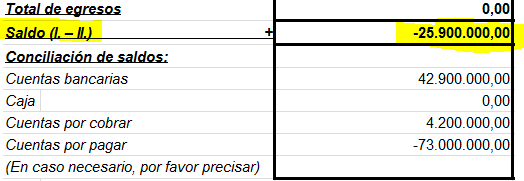 Total de egresos 0,00
Saldo (I. – II.) + -25.900.000,00
Conciliación de saldos:
Cuentas bancarias 42.900.000,00
Caja 0,00
Cuentas por cobrar 4.200.000,00
Cuentas por pagar -73.000.000,00
(En caso necesario, por favor precisar)